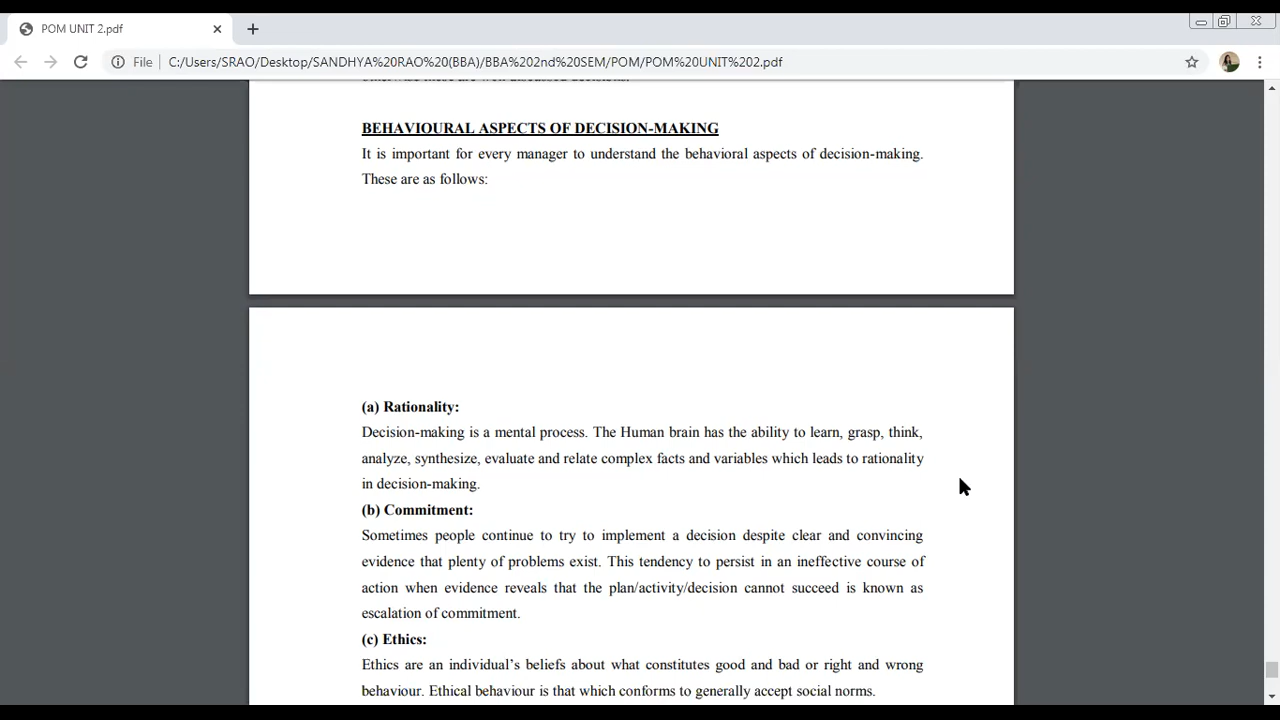 POM UNIT 2.pdf
File
C:/Users/SRAO/Desktop/SANDHYA%20RAO%20(BBA)/BBA%202nd%20SEM/POM/POM%20UNIT%202.pdf
BEHAVIOURAL ASPECTS OF DECISION-MAKING
It is important for every manager to understand the behavioral aspects of decision-making.
These are as follows:
(a) Rationality:
Decision-making is a mental process. The Human brain has the ability to learn, grasp, think,
analyze, synthesize, evaluate and relate complex facts and variables which leads to rationality
in decision-making.
(b) Commitment:
Sometimes people continue to try to implement a decision despite clear and convincing
evidence that plenty of problems exist. This tendency to persist in an ineffective course of
action when evidence reveals that the plan/activity/decision cannot succeed is known as
escalation of commitment.
(c) Ethics:
Ethics are an individual’s beliefs about what constitutes good and bad or right and wrong
behaviour. Ethical behaviour is that which conforms to generally accept social norms.